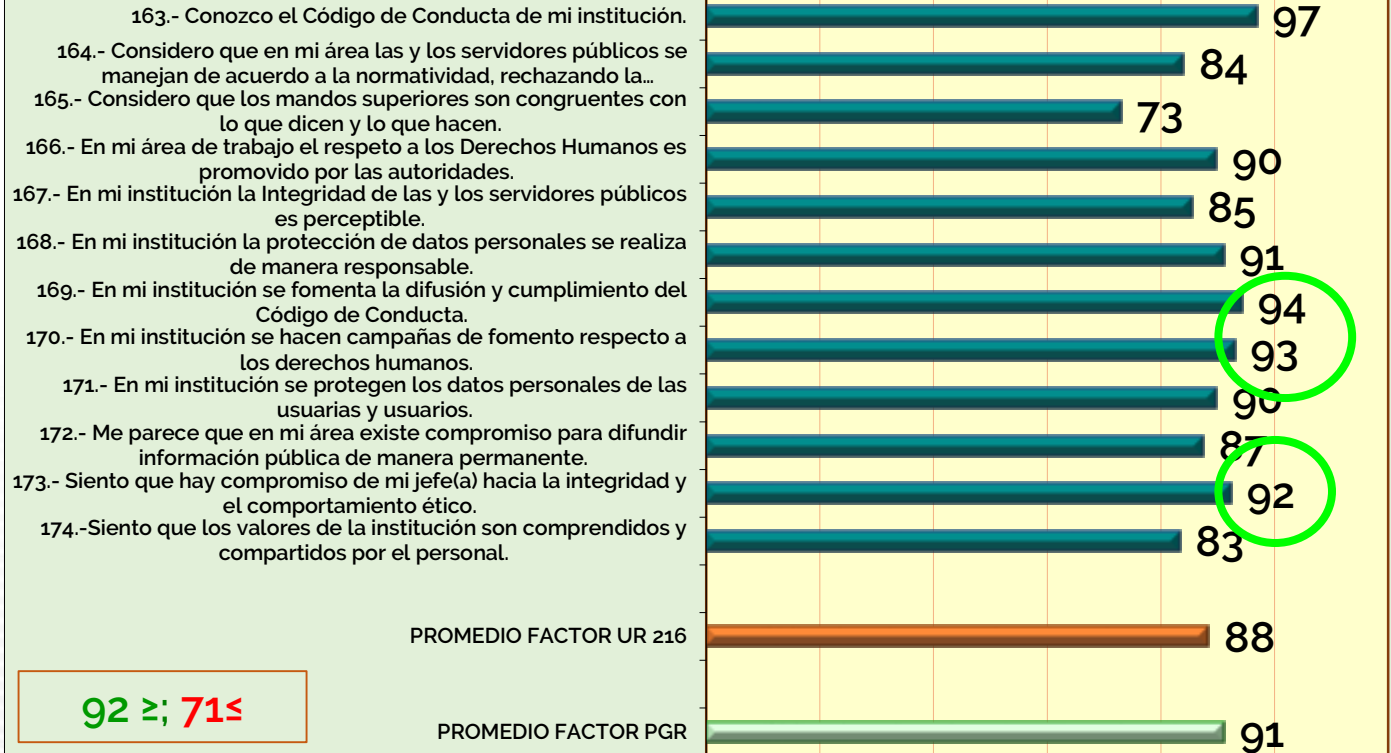 163.- Conozco el Código de Conducta de mi institución.
97
164.- Considero que en mi área las y los servidores públicos se
manejan de acuerdo a la normatividad, rechazando la...
84
165.- Considero que los mandos superiores son congruentes con
lo que dicen y lo que hacen.
73
166.- En mi área de trabajo el respeto a los Derechos Humanos es
promovido por las autoridades.
90
167.- En mi institución la Integridad de las y los servidores públicos
es perceptible.
85
168.- En mi institución la protección de datos personales se realiza
de manera responsable.
91
169.- En mi institución se fomenta la difusión y cumplimiento del
Código de Conducta.
94
170.- En mi institución se hacen campañas de fomento respecto a
los derechos humanos.
93
171.- En mi institución se protegen los datos personales de las
usuarias y usuarios.
90
172.- Me parece que en mi área existe compromiso para difundir
información pública de manera permanente.
87
173.- Siento que hay compromiso de mi jefe(a) hacia la integridad y
el comportamiento ético.
92
174.-Siento que los valores de la institución son comprendidos y
compartidos por el personal.
83
PROMEDIO FACTOR UR 216
88
92 ≥; 71≤
PROMEDIO FACTOR PGR
91